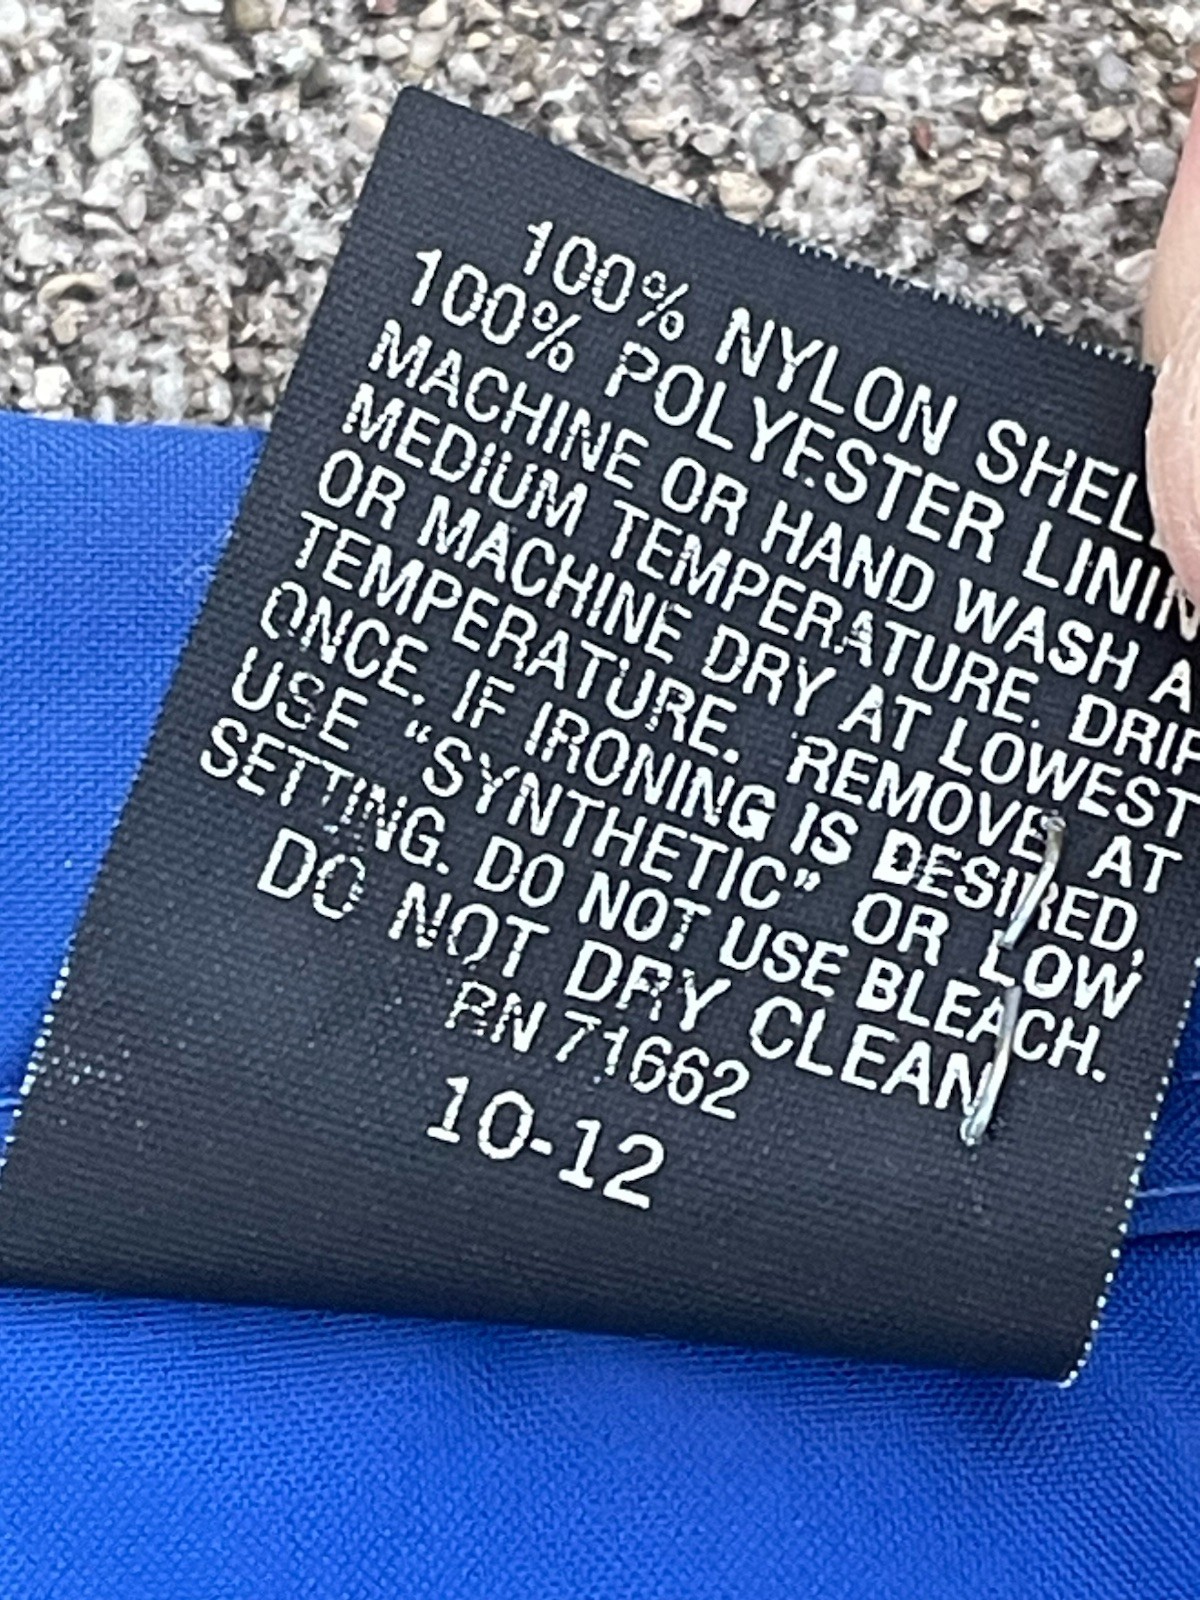 100% NYLON SHEL
100% POLYESTER LININ
MACHINE OR HAND WASH A
MEDIUM TEMPERATURE. DRIP
OR MACHINE DRY AT LOWEST
TEMPERATURE. REMOVE AT
ONCE. IF IRONING IS DESIRED,
USE "SYNTHETIC" OR LOW
SETTING. DO NOT USE BLEACH.
DO NOT DRY CLEAN
RN 71662
10-12